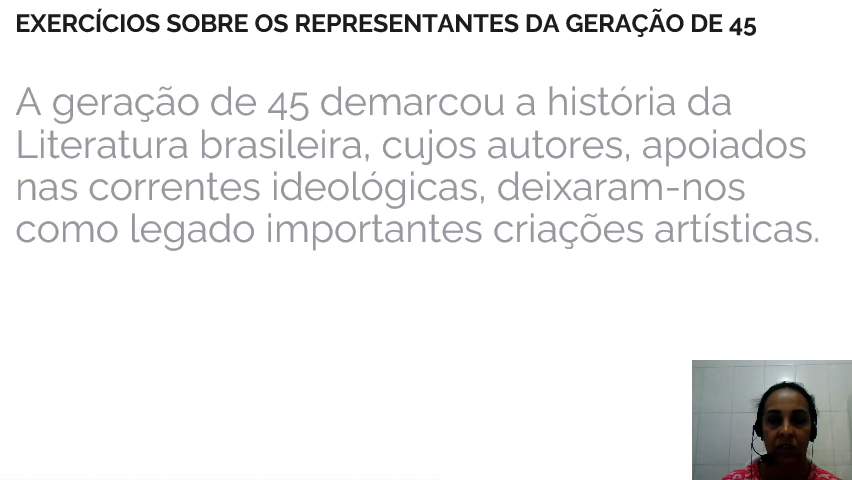 EXERCÍCIOS SOBRE OS REPRESENTANTES DA GERAÇÃO DE 45
A geração de 45 demarcou a história da
Literatura brasileira, cujos autores, apoiados
nas correntes ideológicas, deixaram-nos
como legado importantes criações artísticas.